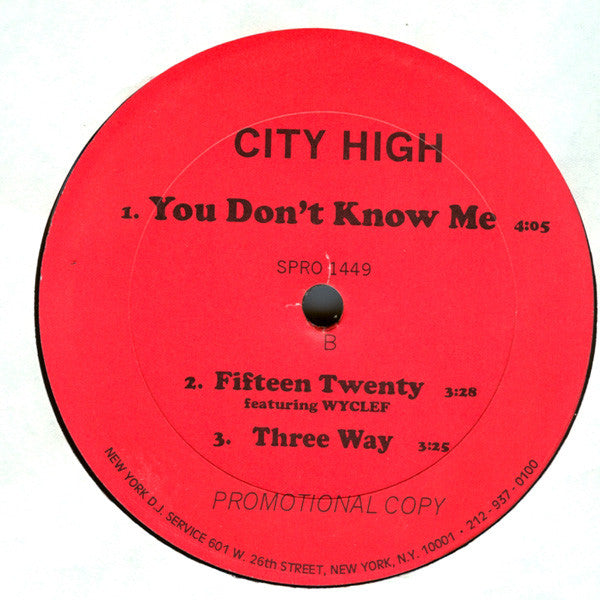 CITY HIGH
1. You Don't Know Me 4:05
SPRO 1449
B
2. Fifteen Twenty 3:28
featuring WYCLEF
3. Three Way 3:25
PROMOTIONAL COPY
NEW YORK D.J. SERVICE 601 W. 26th STREET, NEW YORK, N.Y. 10001 · 212 - 937 - 0100